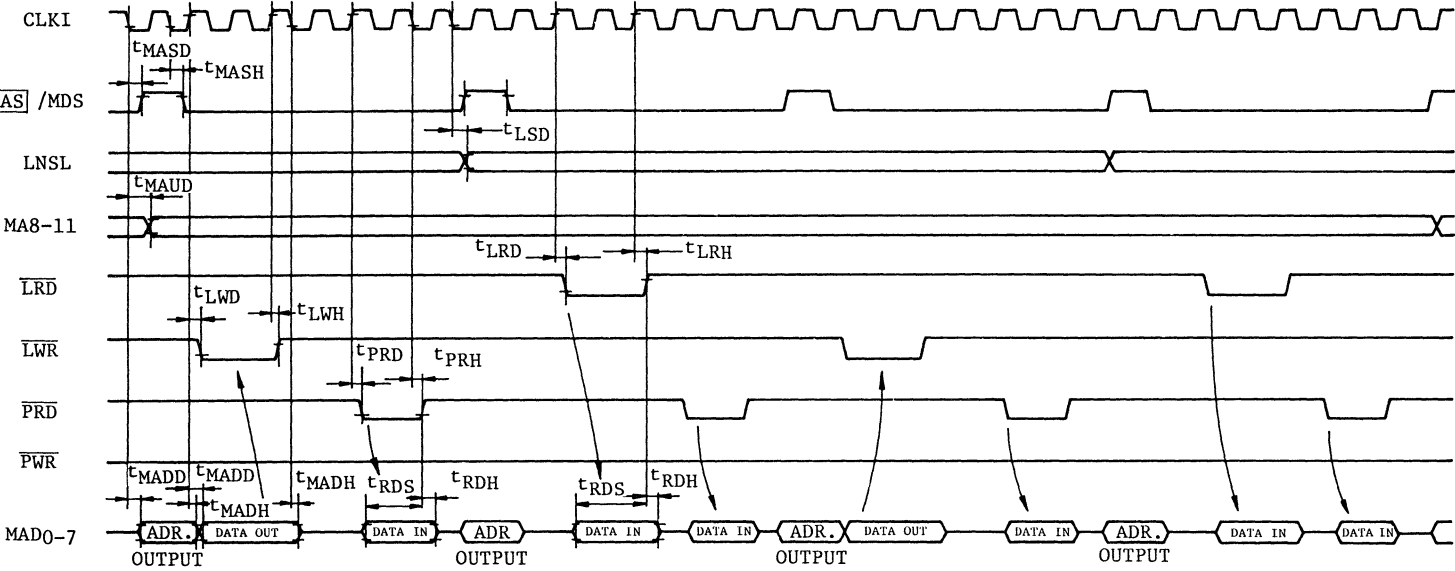 CLKI
tMASD
tMASH
AS /MDS
tLSD
LNSL
tMAUD
MA8-11
tLRD
tLRH
LRD
tLWD
tLWH
LWR
tPRD
tPRH
PRD
PWR
tMADD
tMADD
tMADH
tMADH
tRDS
tRDH
tRDS
tRDH
MAD0-7
ADR.
DATA OUT
DATA IN
ADR
DATA IN
DATA IN
ADR.
DATA OUT
DATA IN
ADR.
DATA IN
DATA IN
OUTPUT
OUTPUT
OUTPUT
OUTPUT